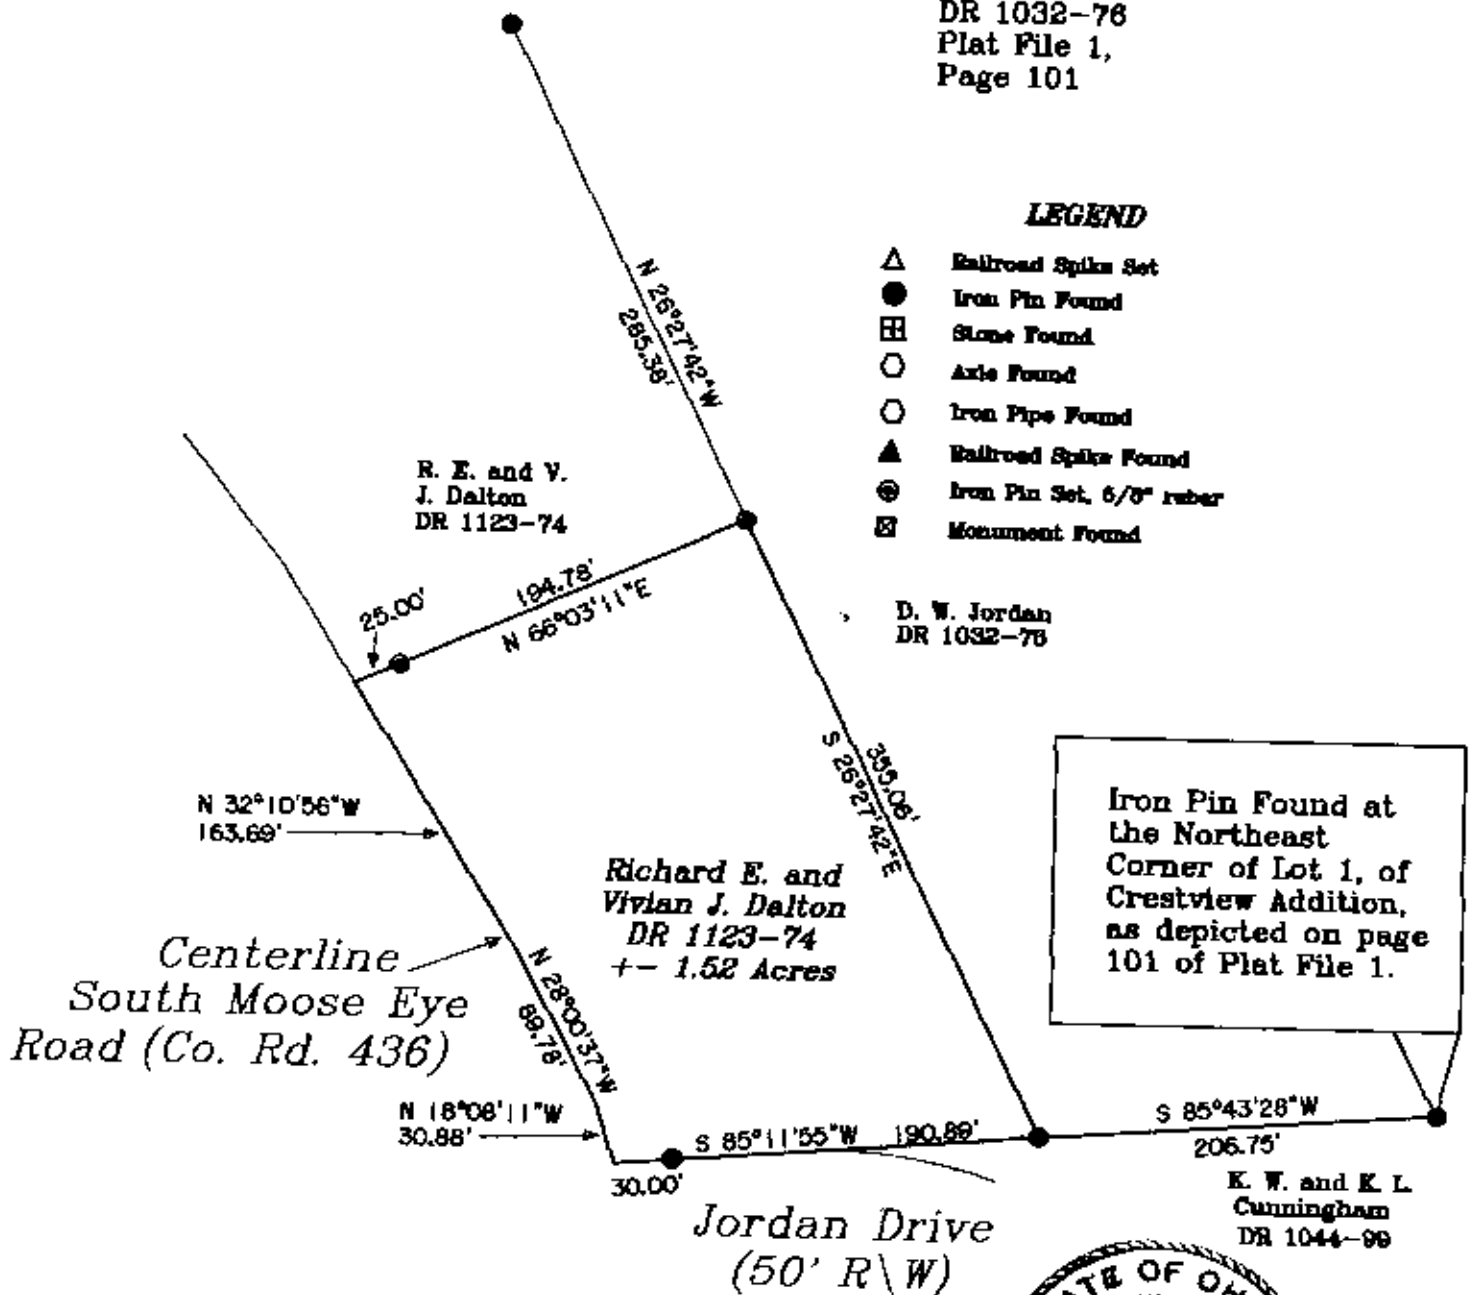 DR 1032-76
Plat File 1,
Page 101
LEGEND
Railroad Spike Set
Iron Pin Found
Stone Found
Axle Found
Iron Pipe Found
Railroad Spike Found
Iron Pin Set, 5/8" rebar
Monument Found
N 26°27'42"W
285.38'
R. E. and V.
J. Dalton
DR 1123-74
25.00'
194.78'
N 66°03'11"E
D. W. Jordan
DR 1032-76
355.06'
S 26°27'42"E
N 32°10'56"W
163.69'
Richard E. and
Vivian J. Dalton
DR 1123-74
+- 1.52 Acres
Iron Pin Found at
the Northeast
Corner of Lot 1, of
Crestview Addition,
as depicted on page
101 of Plat File 1.
Centerline
South Moose Eye
Road (Co. Rd. 436)
N 28°00'37"W
89.78'
N 18°08'11"W
30.88'
S 85°11'55"W 190.89'
30.00'
S 85°43'28"W
206.75'
K. W. and K. L.
Cunningham
DR 1044-99
Jordan Drive
(50' R\W)
OF